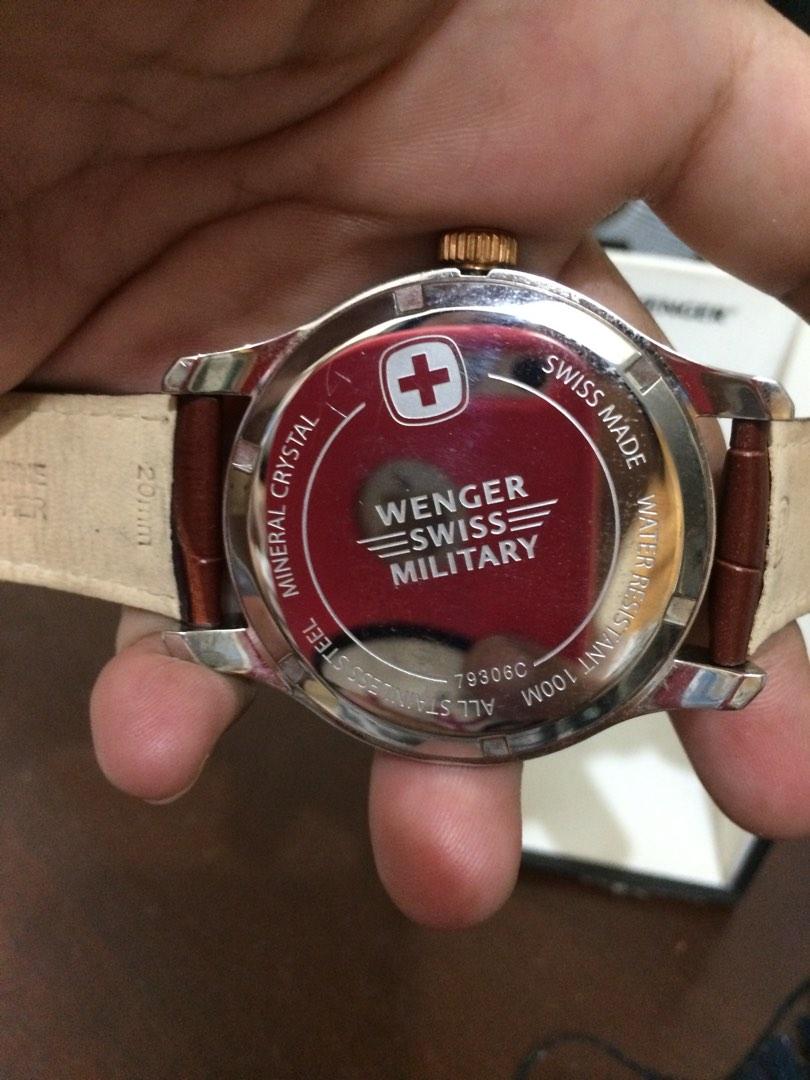 WENGER
SWISS
MILITARY
SWISS MADE
WATER RESISTANT 100M
ALL STAINLESS STEEL
MINERAL CRYSTAL
79306C
20mm